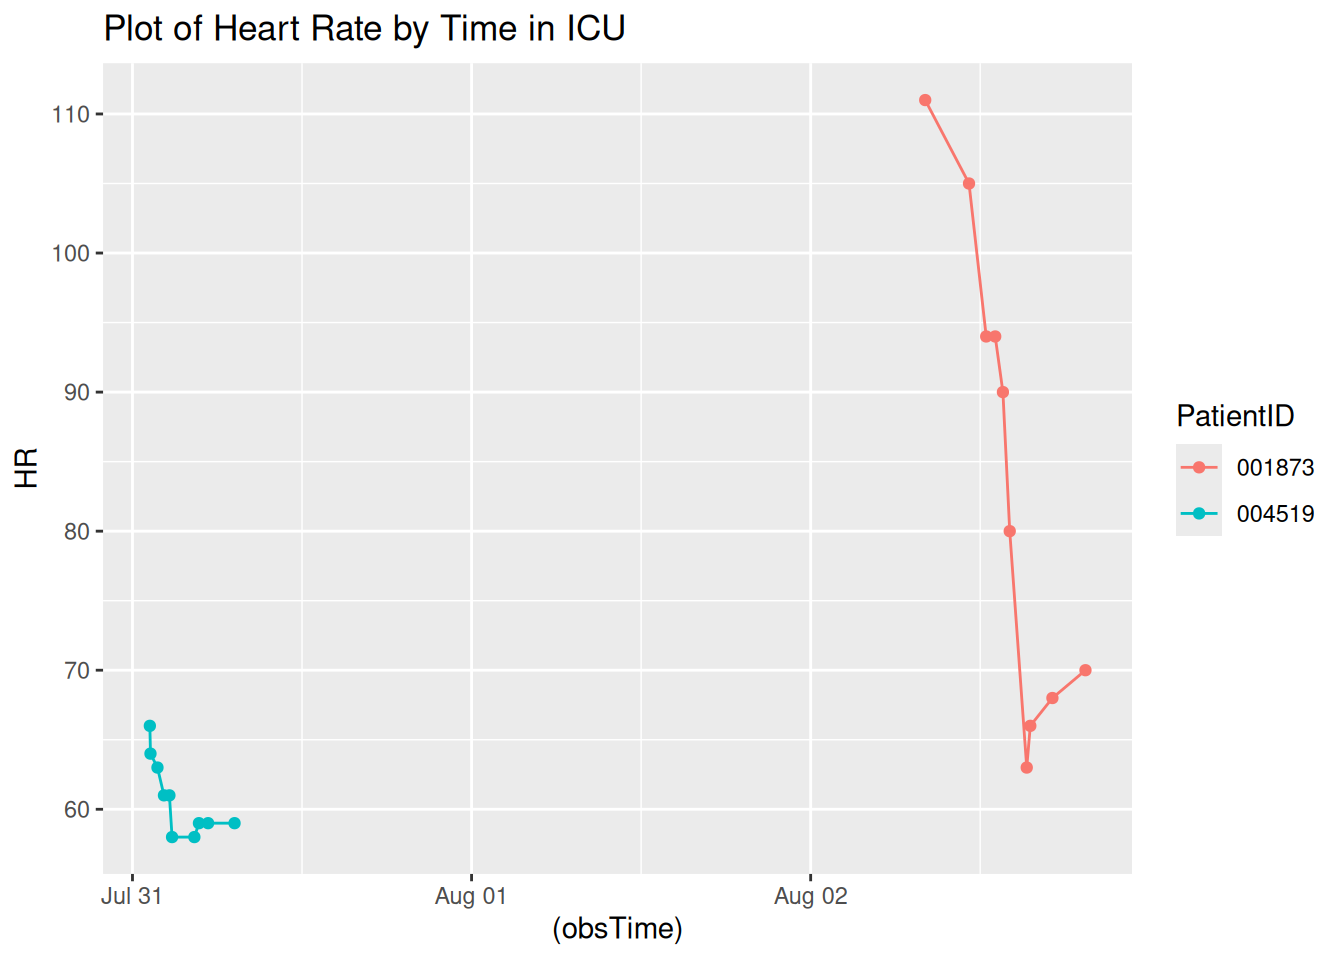 Plot of Heart Rate by Time in ICU
110
100
90
80
70
60
HR
Jul 31
Aug 01
Aug 02
(obsTime)
PatientID
001873
004519